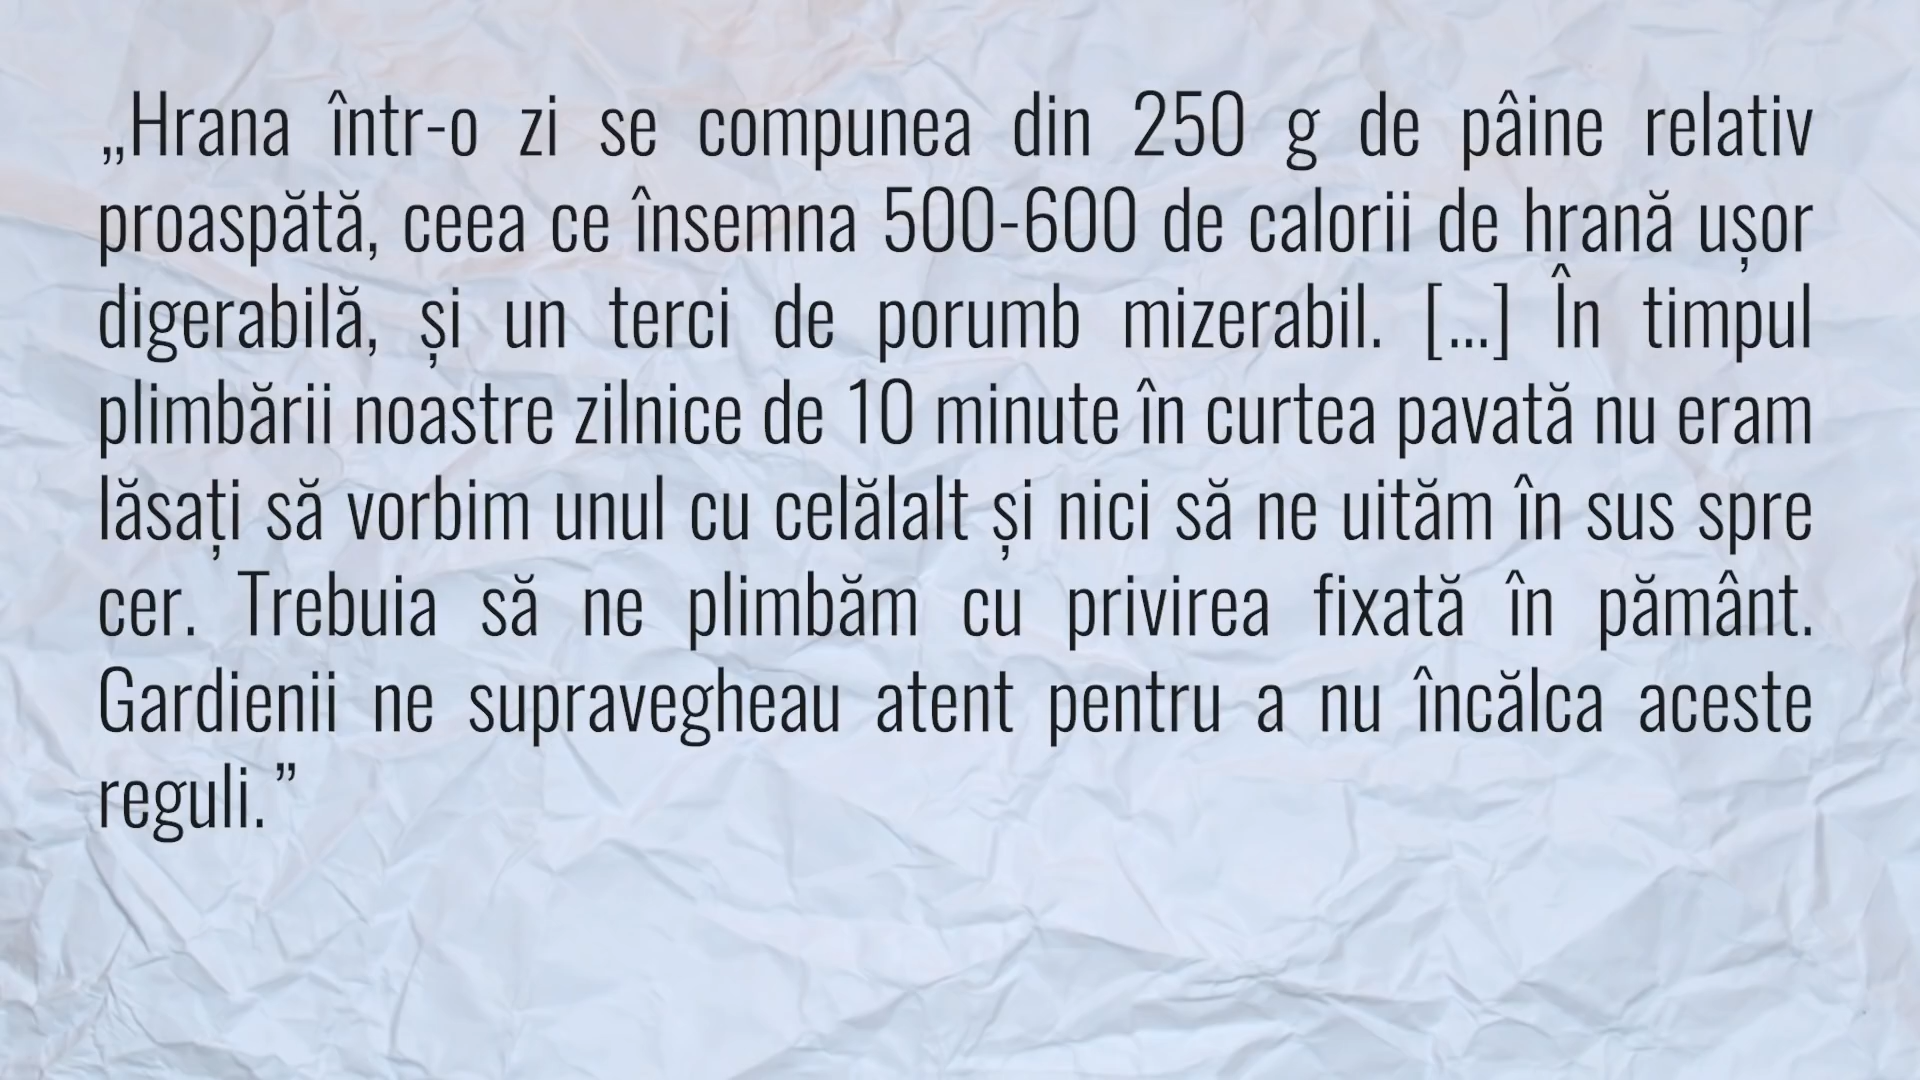 „Hrana într-o zi se compunea din 250 g de pâine relativ
proaspătă, ceea ce însemna 500-600 de calorii de hrană ușor
digerabilă, și un terci de porumb mizerabil. [...] În timpul
plimbării noastre zilnice de 10 minute în curtea pavată nu eram
lăsați să vorbim unul cu celălalt și nici să ne uităm în sus spre
cer. Trebuia să ne plimbăm cu privirea fixată în pământ.
Gardienii ne supravegheau atent pentru a nu încălca aceste
reguli.”